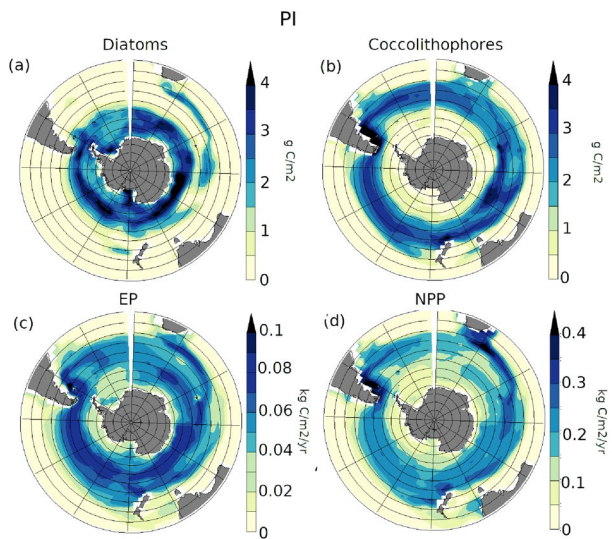 PI
Diatoms
Coccolithophores
(a)
4
3
2
1
0
g C/m2
(b)
4
3
2
1
0
g C/m2
EP
NPP
(c)
0.1
0.08
0.06
0.04
0.02
0
kg C/m2/yr
(d)
0.4
0.3
0.2
0.1
0
kg C/m2/yr